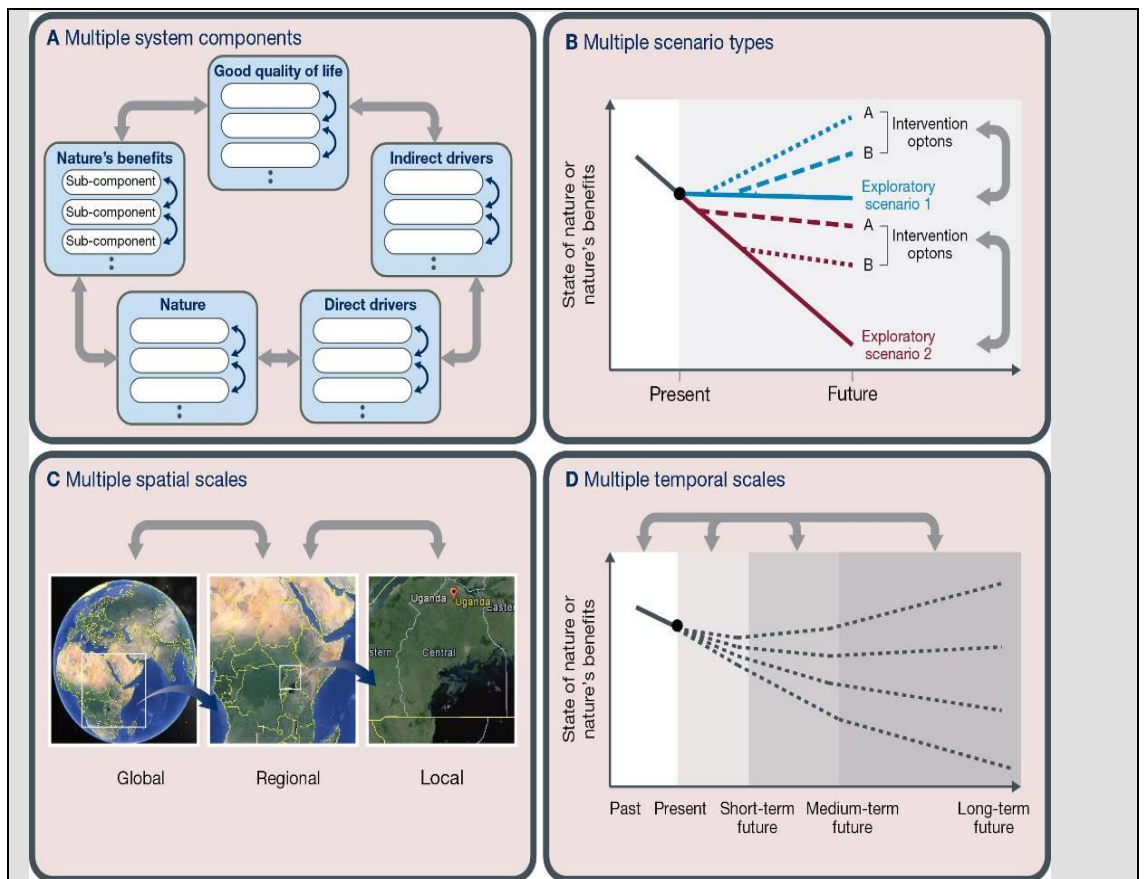 A Multiple system components
Good quality of life
Nature's benefits
Sub-component
Sub-component
Sub-component
Indirect drivers
Nature
Direct drivers
B Multiple scenario types
State of nature or
nature's benefits
A
B
Intervention
optons
Exploratory
scenario 1
A
B
Intervention
optons
Exploratory
scenario 2
Present
Future
C Multiple spatial scales
Uganda
Uganda
Easte
stern
Central
Global
Regional
Local
D Multiple temporal scales
State of nature or
nature's benefits
Past
Present
Short-term
future
Medium-term
future
Long-term
future